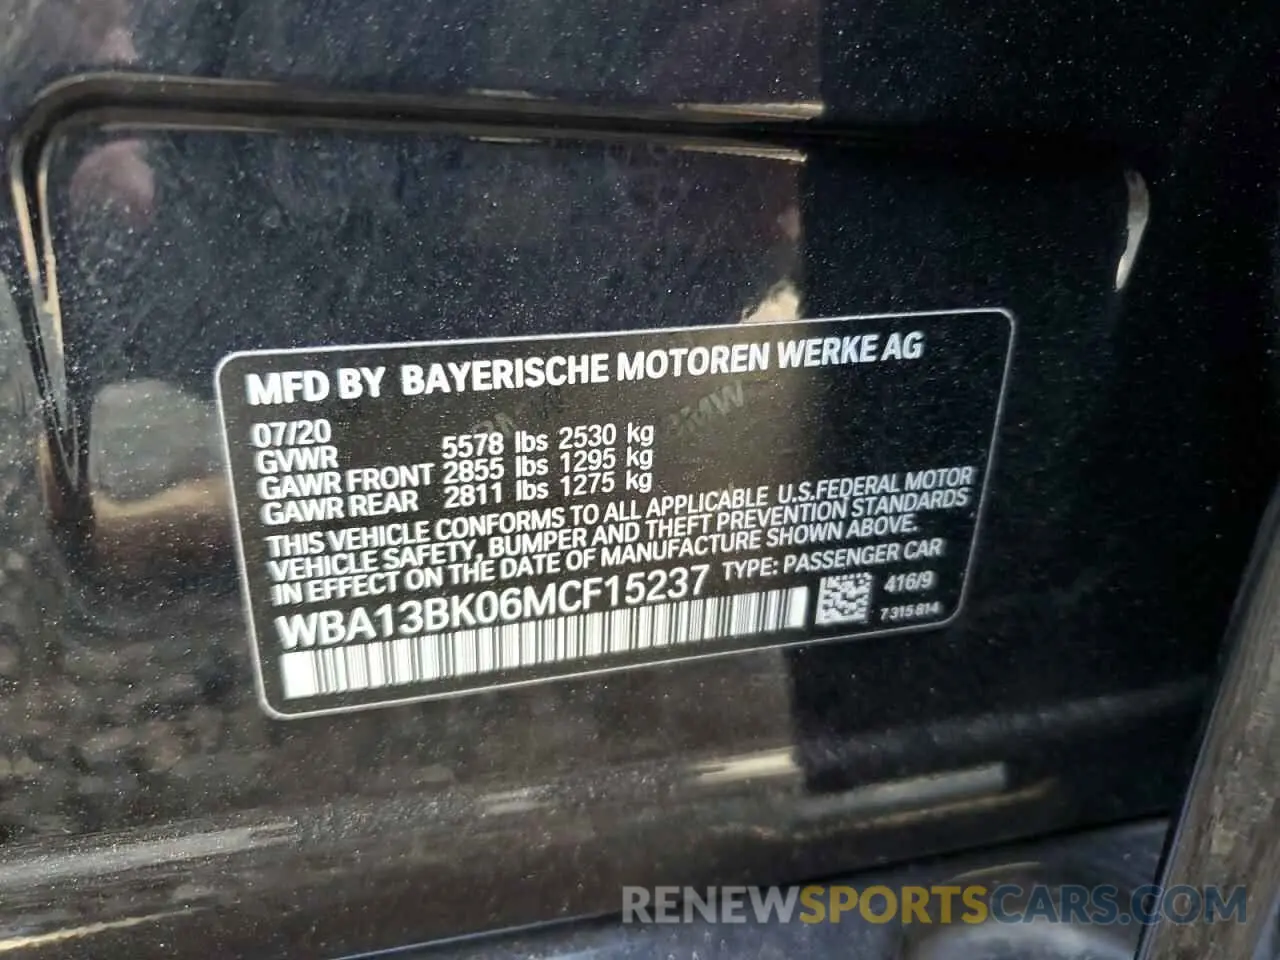 MFD BY BAYERISCHE MOTOREN WERKE AG
07/20
GVWR 5578 lbs 2530 kg
GAWR FRONT 2855 lbs 1295 kg
GAWR REAR 2811 lbs 1275 kg
THIS VEHICLE CONFORMS TO ALL APPLICABLE U.S.FEDERAL MOTOR
VEHICLE SAFETY, BUMPER AND THEFT PREVENTION STANDARDS
IN EFFECT ON THE DATE OF MANUFACTURE SHOWN ABOVE.
WBA13BK06MCF15237 TYPE: PASSENGER CAR
416/9
7315814
BMW
RENEWSPORTSCARS.COM